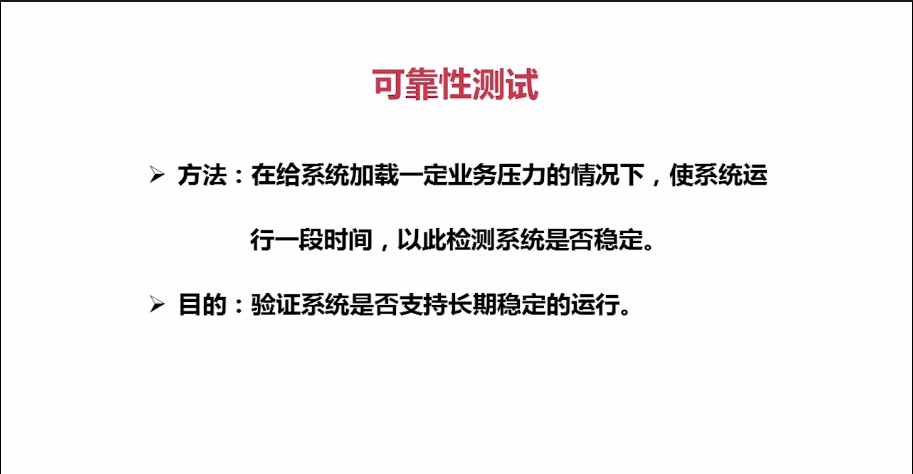 可靠性测试
➢ 方法：在给系统加载一定业务压力的情况下，使系统运
行一段时间，以此检测系统是否稳定。
➢ 目的：验证系统是否支持长期稳定的运行。